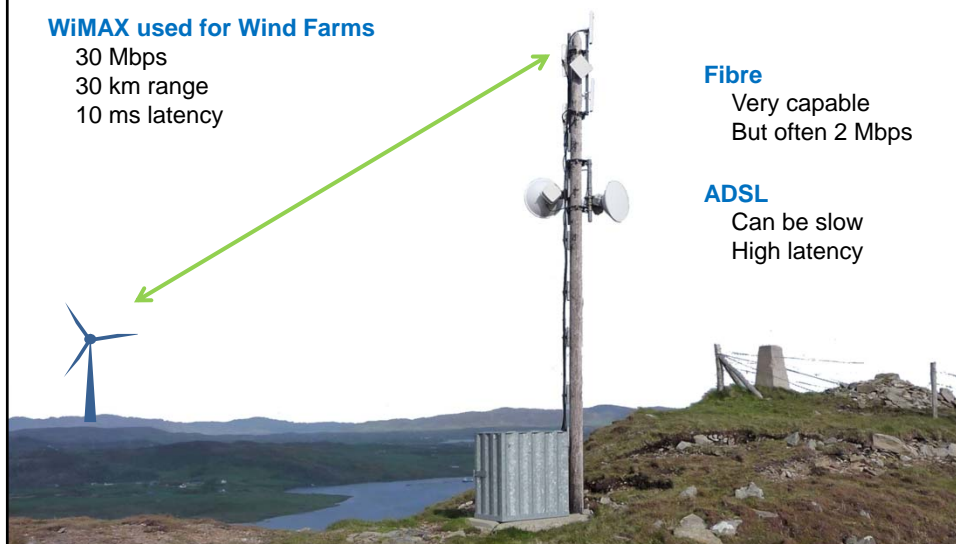 WiMAX used for Wind Farms
30 Mbps
30 km range
10 ms latency
Fibre
Very capable
But often 2 Mbps
ADSL
Can be slow
High latency